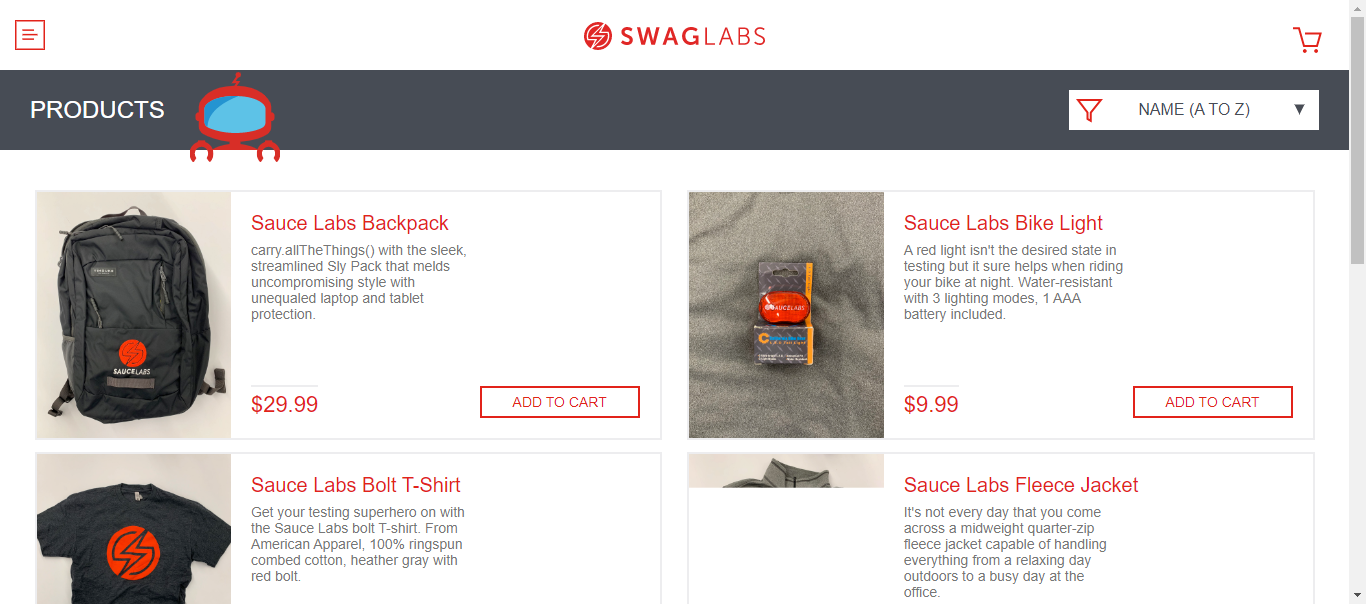 SWAGLABS
PRODUCTS
NAME (A TO Z)
Sauce Labs Backpack
carry.allTheThings() with the sleek,
streamlined Sly Pack that melds
uncompromising style with
unequaled laptop and tablet
protection.
SAUCELABS
$29.99
ADD TO CART
Sauce Labs Bike Light
A red light isn't the desired state in
testing but it sure helps when riding
your bike at night. Water-resistant
with 3 lighting modes, 1 AAA
battery included.
SAUCELABS
$9.99
ADD TO CART
Sauce Labs Bolt T-Shirt
Get your testing superhero on with
the Sauce Labs bolt T-shirt. From
American Apparel, 100% ringspun
combed cotton, heather gray with
red bolt.
Sauce Labs Fleece Jacket
It's not every day that you come
across a midweight quarter-zip
fleece jacket capable of handling
everything from a relaxing day
outdoors to a busy day at the
office.